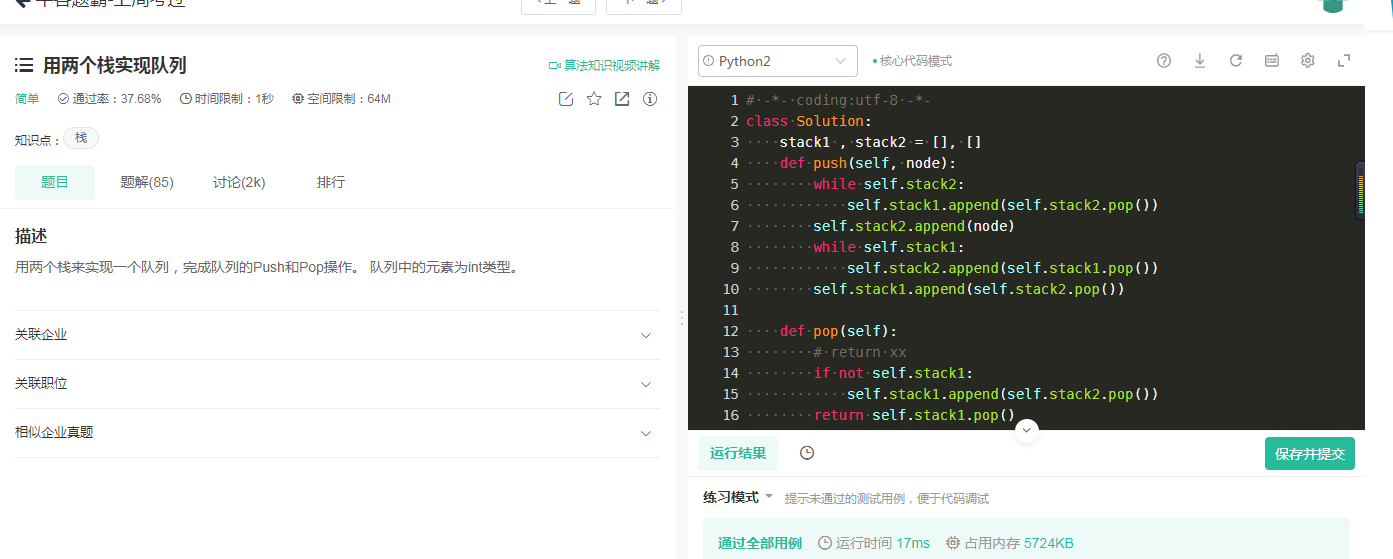 用两个栈实现队列
算法知识视频讲解
简单 通过率：37.68% 时间限制：1秒 空间限制：64M
知识点： 栈
题目 题解(85) 讨论(2k) 排行
描述
用两个栈来实现一个队列，完成队列的Push和Pop操作。 队列中的元素为int类型。
关联企业
关联职位
相似企业真题
Python2 核心代码模式
1 # -*- coding:utf-8 -*-
2 class Solution:
3     stack1 , stack2 = [], []
4     def push(self, node):
5         while self.stack2:
6             self.stack1.append(self.stack2.pop())
7         self.stack2.append(node)
8         while self.stack1:
9             self.stack2.append(self.stack1.pop())
10         self.stack1.append(self.stack2.pop())
11
12     def pop(self):
13         # return xx
14         if not self.stack1:
15             self.stack1.append(self.stack2.pop())
16         return self.stack1.pop()
运行结果 保存并提交
练习模式 提示未通过的测试用例，便于代码调试
通过全部用例 运行时间 17ms 占用内存 5724KB